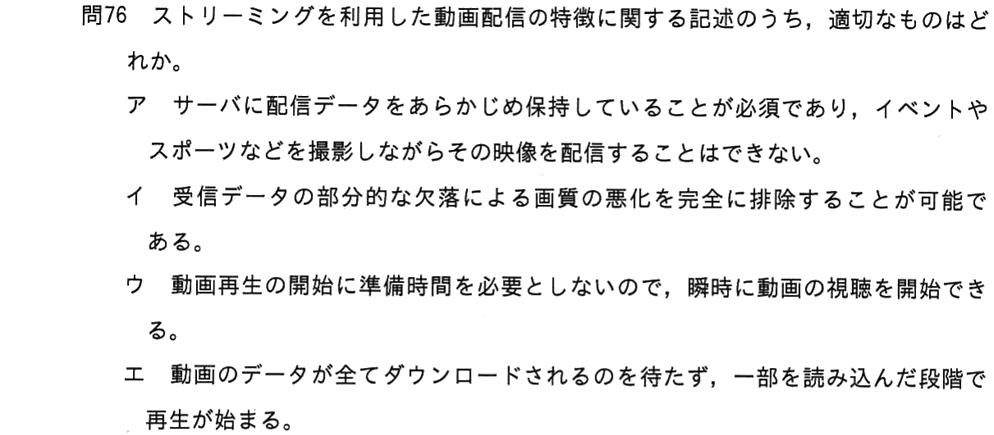 問76 ストリーミングを利用した動画配信の特徴に関する記述のうち，適切なものはど
れか。
ア サーバに配信データをあらかじめ保持していることが必須であり，イベントや
スポーツなどを撮影しながらその映像を配信することはできない。
イ 受信データの部分的な欠落による画質の悪化を完全に排除することが可能で
ある。
ウ 動画再生の開始に準備時間を必要としないので，瞬時に動画の視聴を開始でき
る。
エ 動画のデータが全てダウンロードされるのを待たず，一部を読み込んだ段階で
再生が始まる。